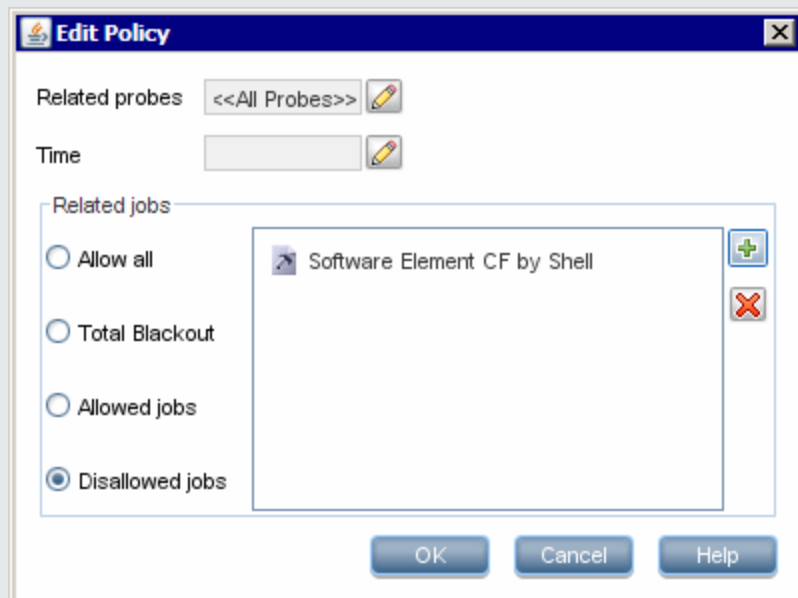 Edit Policy
Related probes <<All Probes>>
Time
Related jobs
Allow all
Software Element CF by Shell
Total Blackout
Allowed jobs
Disallowed jobs
OK Cancel Help